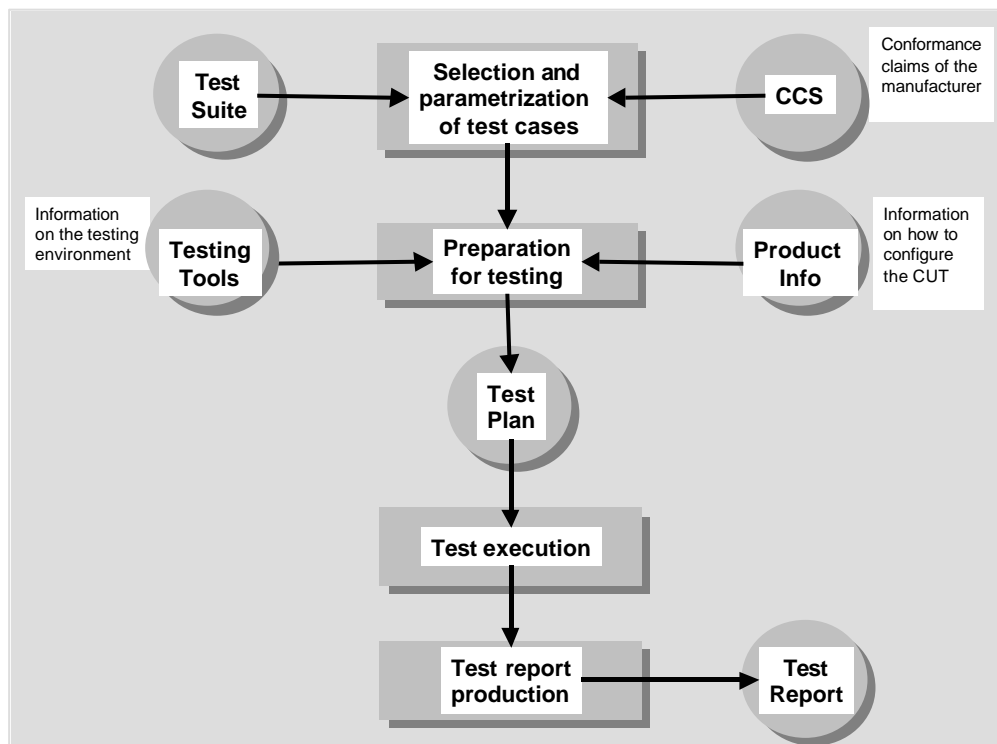 Test
Suite
Selection and
parametrization
of test cases
CCS
Conformance
claims of the
manufacturer
Information
on the testing
environment
Testing
Tools
Preparation
for testing
Product
Info
Information
on how to
configure
the CUT
Test
Plan
Test execution
Test report
production
Test
Report